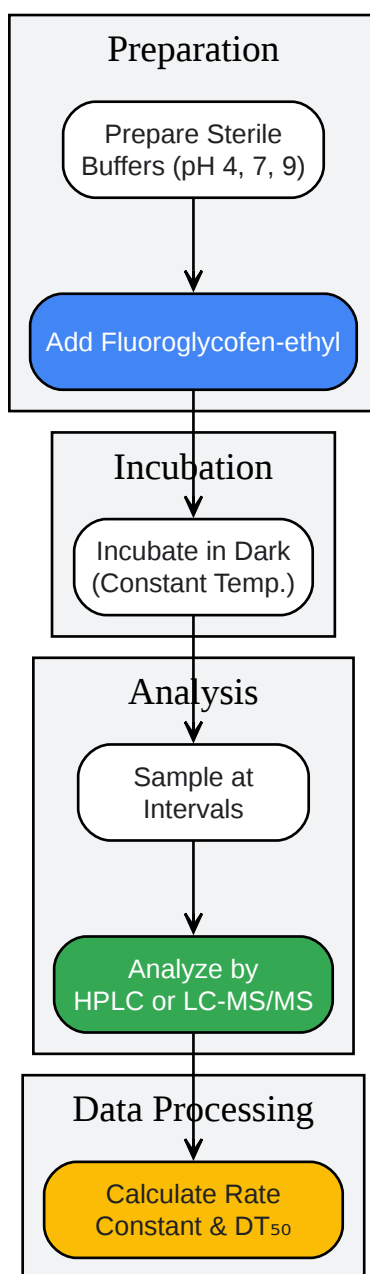 Preparation
Prepare Sterile
Buffers (pH 4, 7, 9)
Add Fluoroglycofen-ethyl
Incubation
Incubate in Dark
(Constant Temp.)
Analysis
Sample at
Intervals
Analyze by
HPLC or LC-MS/MS
Data Processing
Calculate Rate
Constant & DT₅₀